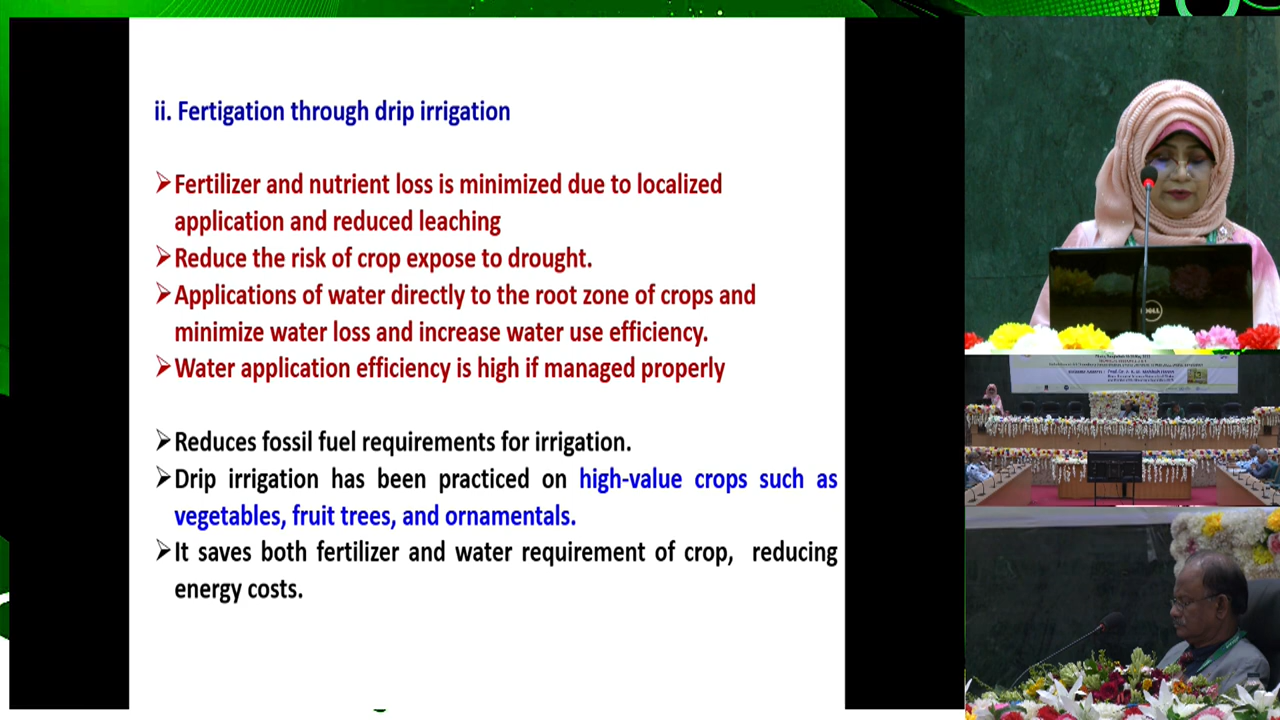 ii. Fertigation through drip irrigation
➢Fertilizer and nutrient loss is minimized due to localized
application and reduced leaching
➢Reduce the risk of crop expose to drought.
➢Applications of water directly to the root zone of crops and
minimize water loss and increase water use efficiency.
➢Water application efficiency is high if managed properly
➢Reduces fossil fuel requirements for irrigation.
➢Drip irrigation has been practiced on high-value crops such as
vegetables, fruit trees, and ornamentals.
➢It saves both fertilizer and water requirement of crop, reducing
energy costs.
DELL